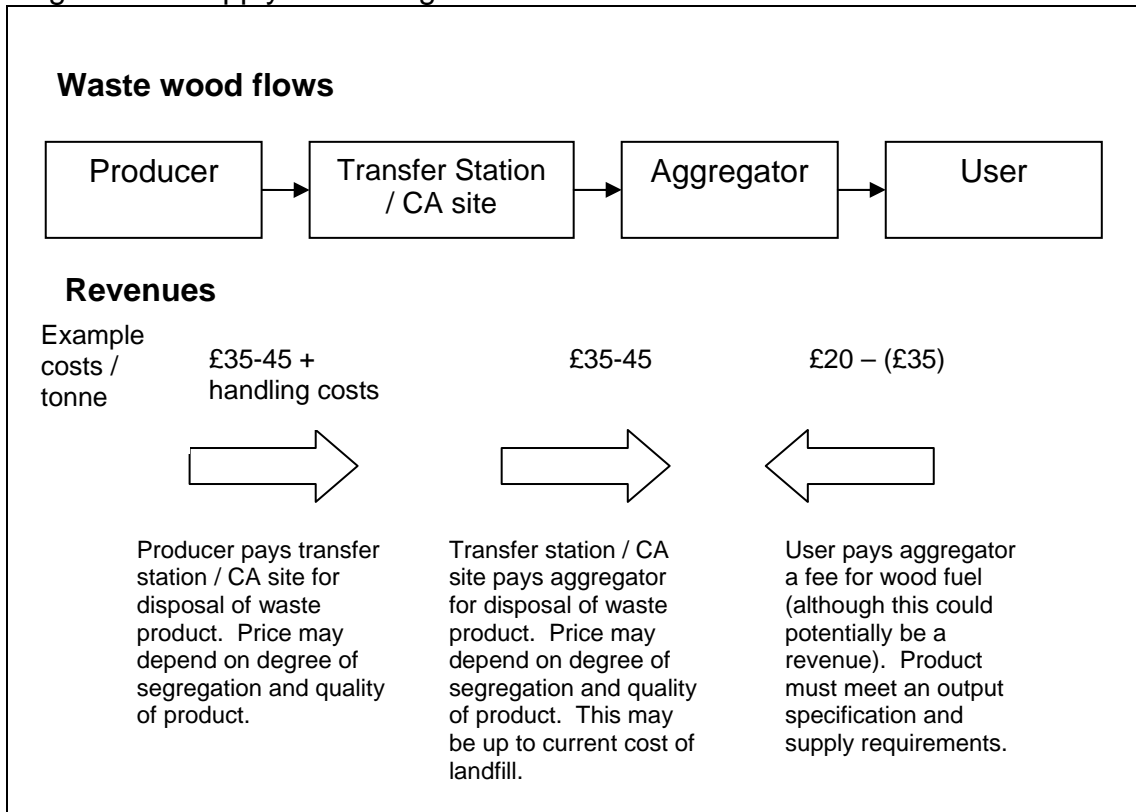 Waste wood flows
Producer
Transfer Station
/ CA site
Aggregator
User
Revenues
Example
costs /
tonne
£35-45 +
handling costs
£35-45
£20 – (£35)
Producer pays transfer
station / CA site for
disposal of waste
product. Price may
depend on degree of
segregation and quality
of product.
Transfer station / CA
site pays aggregator
for disposal of waste
product. Price may
depend on degree of
segregation and quality
of product. This may
be up to current cost of
landfill.
User pays aggregator
a fee for wood fuel
(although this could
potentially be a
revenue). Product
must meet an output
specification and
supply requirements.